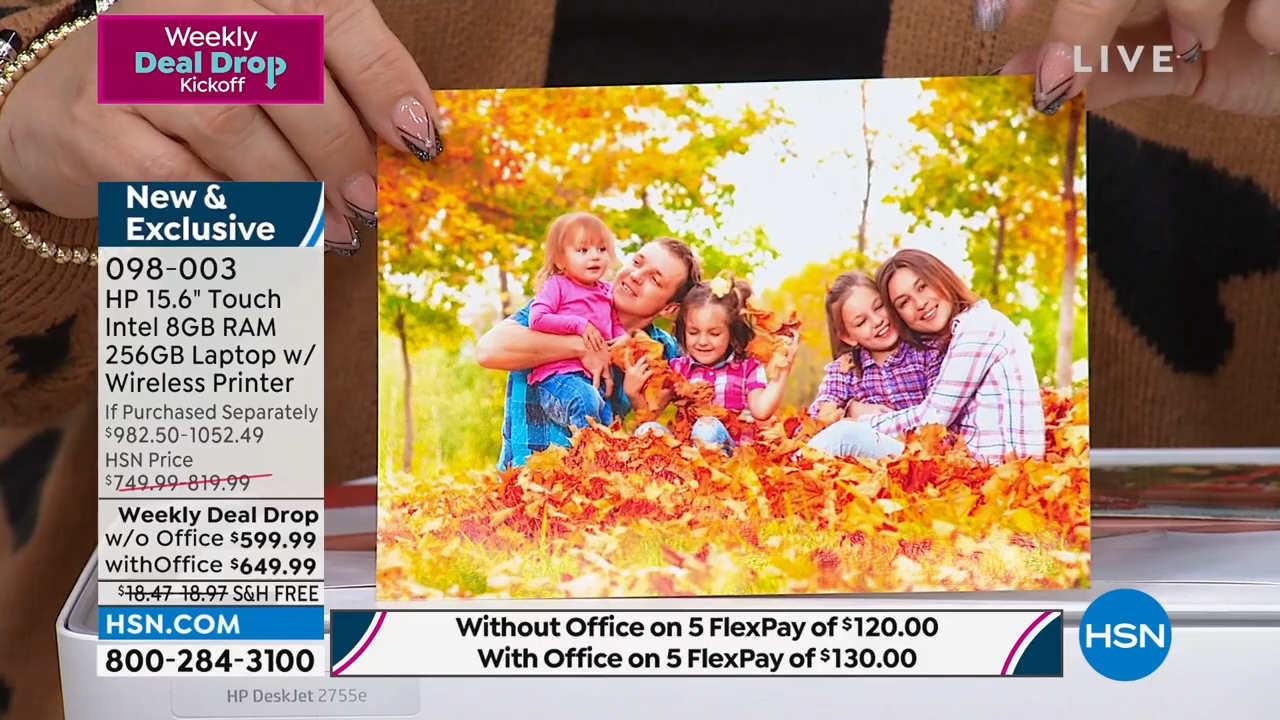 Weekly
Deal Drop
Kickoff
LIVE
New &
Exclusive
098-003
HP 15.6" Touch
Intel 8GB RAM
256GB Laptop w/
Wireless Printer
If Purchased Separately
$982.50-1052.49
HSN Price
$749.99-819.99
Weekly Deal Drop
w/o Office $599.99
withOffice $649.99
$18.47-18.97 S&H FREE
HSN.COM
800-284-3100
Without Office on 5 FlexPay of $120.00
With Office on 5 FlexPay of $130.00
HSN
HP DeskJet 2755e